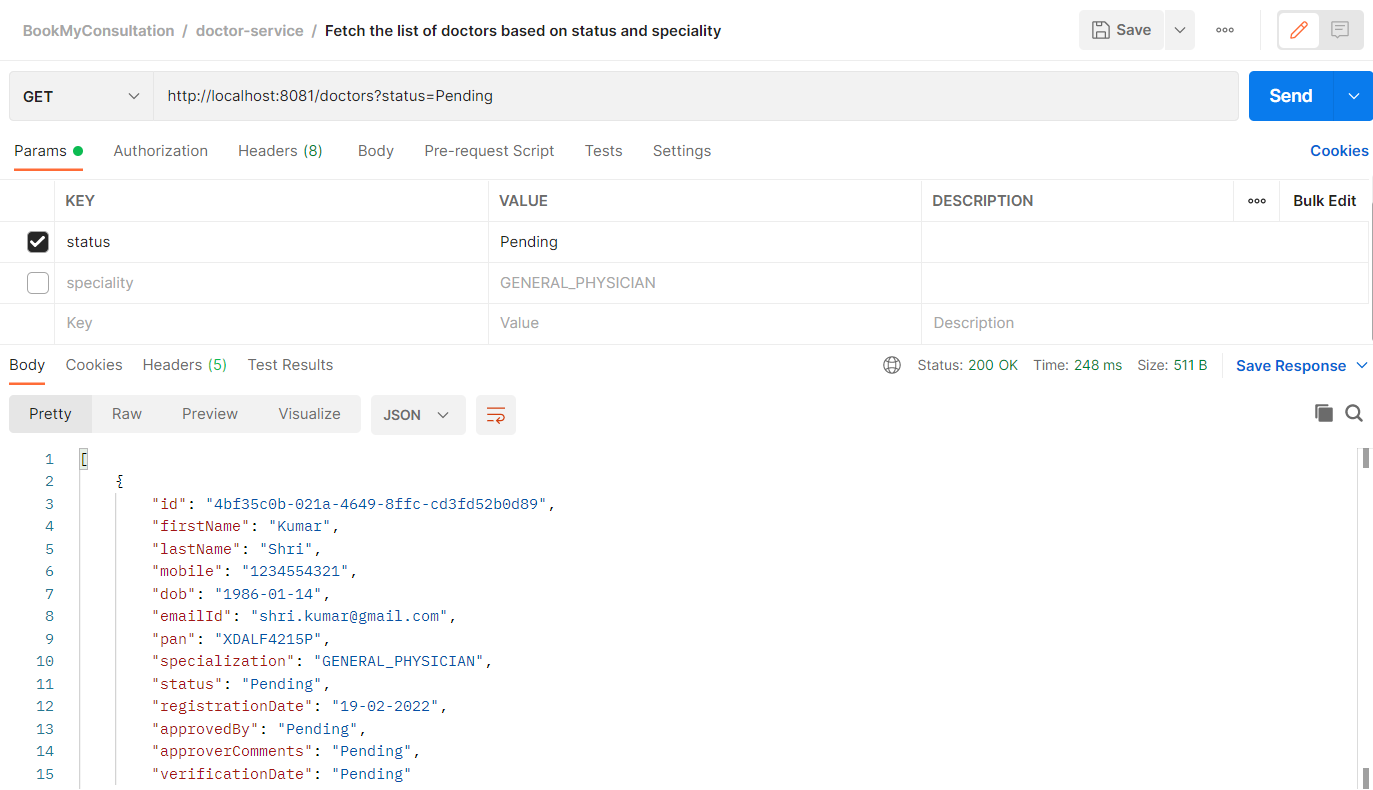 BookMyConsultation / doctor-service / Fetch the list of doctors based on status and speciality
Save
GET
http://localhost:8081/doctors?status=Pending
Send
Params Authorization Headers (8) Body Pre-request Script Tests Settings Cookies
KEY VALUE DESCRIPTION Bulk Edit
status Pending
speciality GENERAL_PHYSICIAN
Key Value Description
Body Cookies Headers (5) Test Results Status: 200 OK Time: 248 ms Size: 511 B Save Response
Pretty Raw Preview Visualize JSON
1 [
2 {
3 "id": "4bf35c0b-021a-4649-8ffc-cd3fd52b0d89",
4 "firstName": "Kumar",
5 "lastName": "Shri",
6 "mobile": "1234554321",
7 "dob": "1986-01-14",
8 "emailId": "shri.kumar@gmail.com",
9 "pan": "XDALF4215P",
10 "specialization": "GENERAL_PHYSICIAN",
11 "status": "Pending",
12 "registrationDate": "19-02-2022",
13 "approvedBy": "Pending",
14 "approverComments": "Pending",
15 "verificationDate": "Pending"